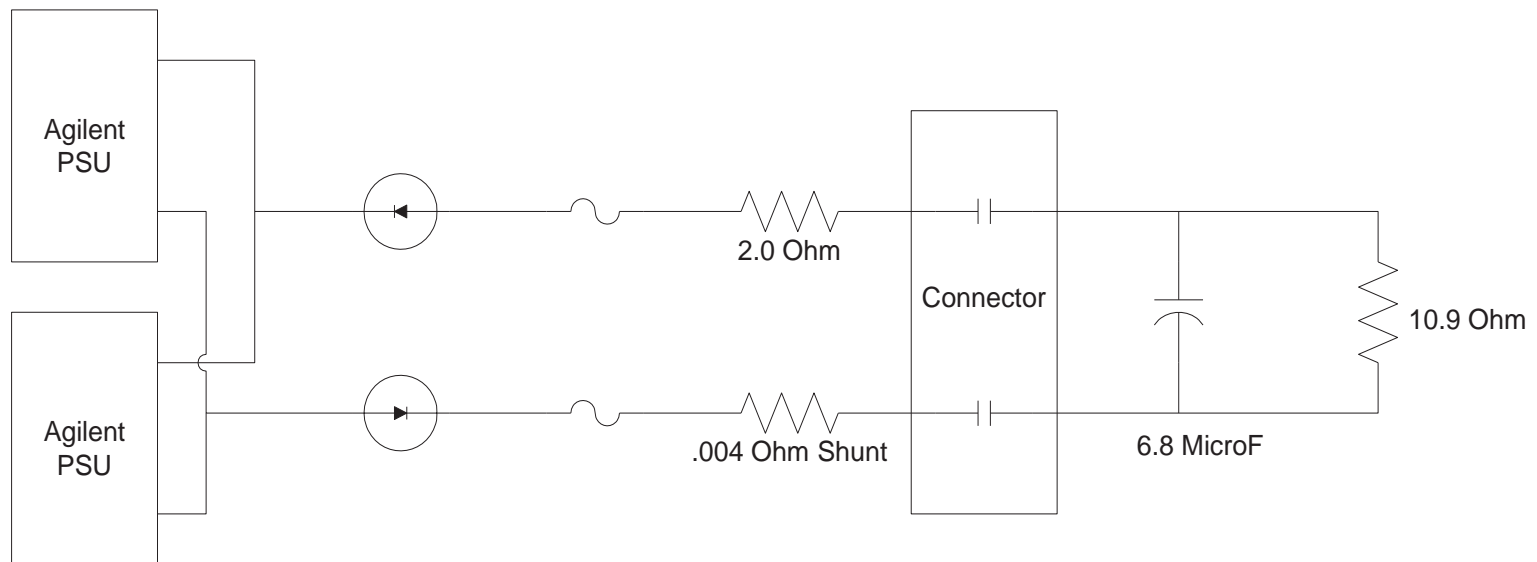 Agilent
PSU
2.0 Ohm
Connector
10.9 Ohm
Agilent
PSU
.004 Ohm Shunt
6.8 MicroF